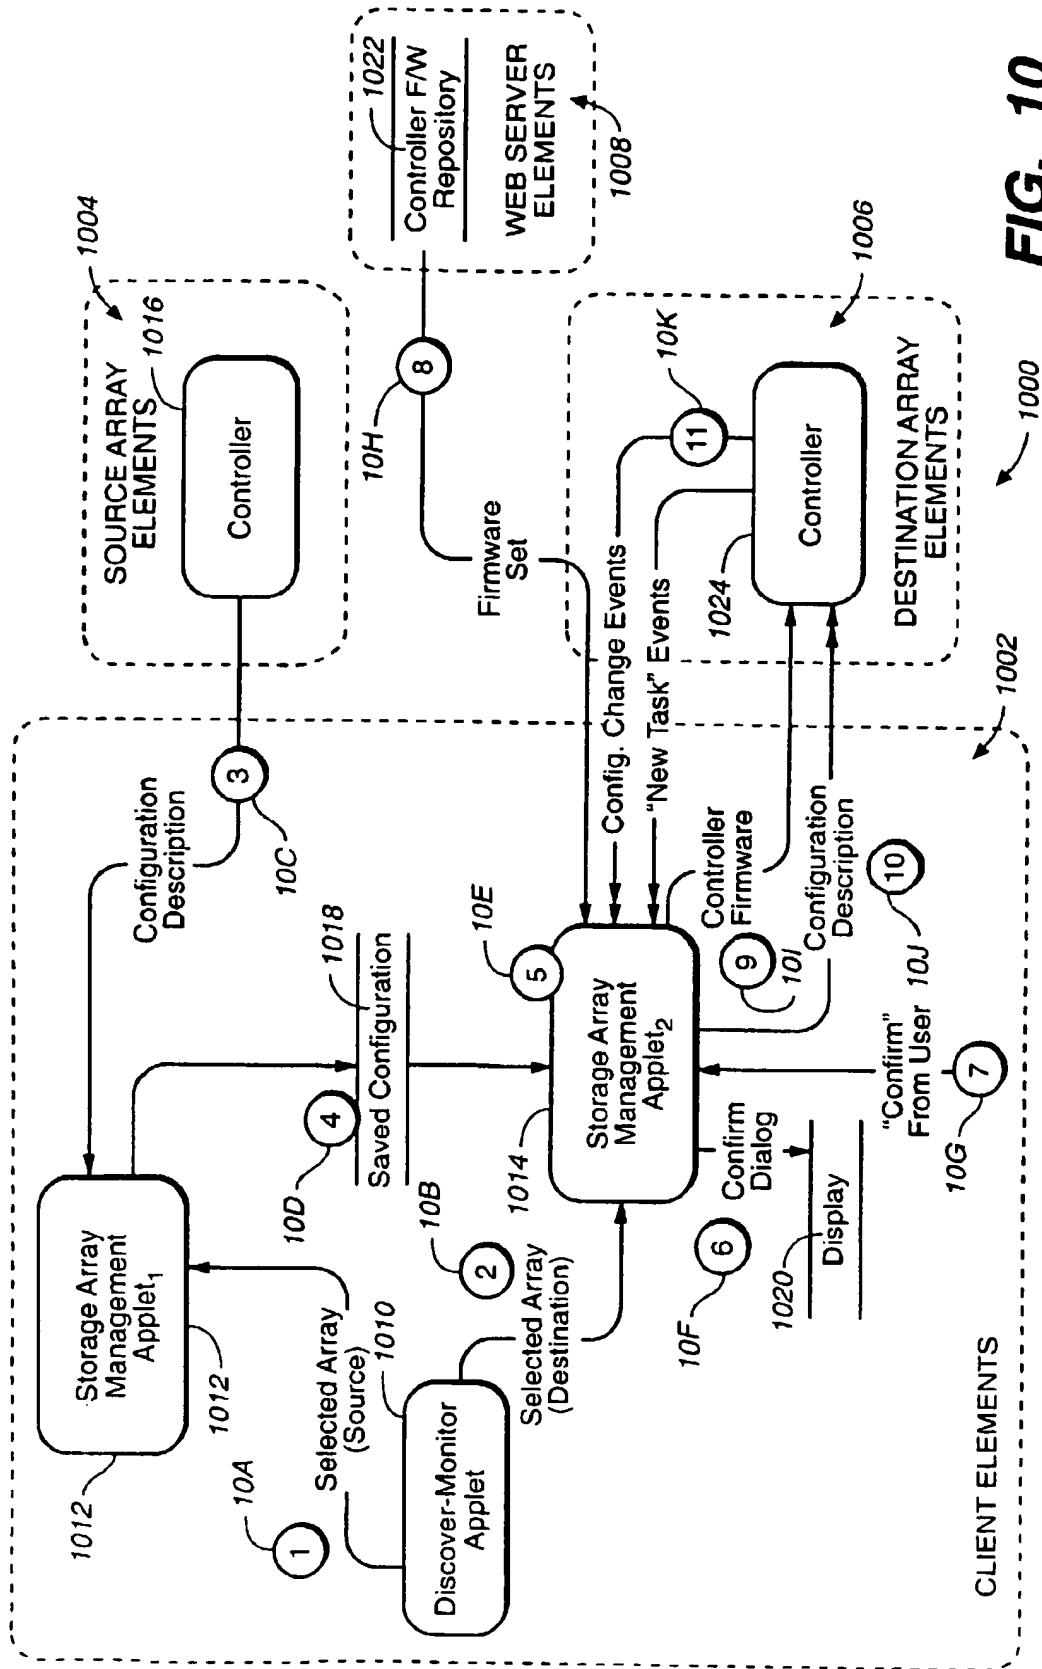 1012
Storage Array
Management
Applet1
1012
10A
1
Selected Array
(Source)
1010
Discover-Monitor
Applet
Configuration
Description
3
10C
10D
4
1018
Saved Configuration
10B
2
Selected Array
(Destination)
1014
10E
5
Storage Array
Management
Applet2
10F
6
Confirm
Dialog
1020
Display
"Confirm"
From User
10G
7
Controller
Firmware
9
10I
Configuration
Description
10
10J
CLIENT ELEMENTS
1002
SOURCE ARRAY
ELEMENTS
1016
1004
Controller
10H
8
Firmware
Set
1022
Controller F/W
Repository
WEB SERVER
ELEMENTS
1008
Config. Change Events
"New Task" Events
11
10K
1024
Controller
1006
DESTINATION ARRAY
ELEMENTS
1000
FIG. 10